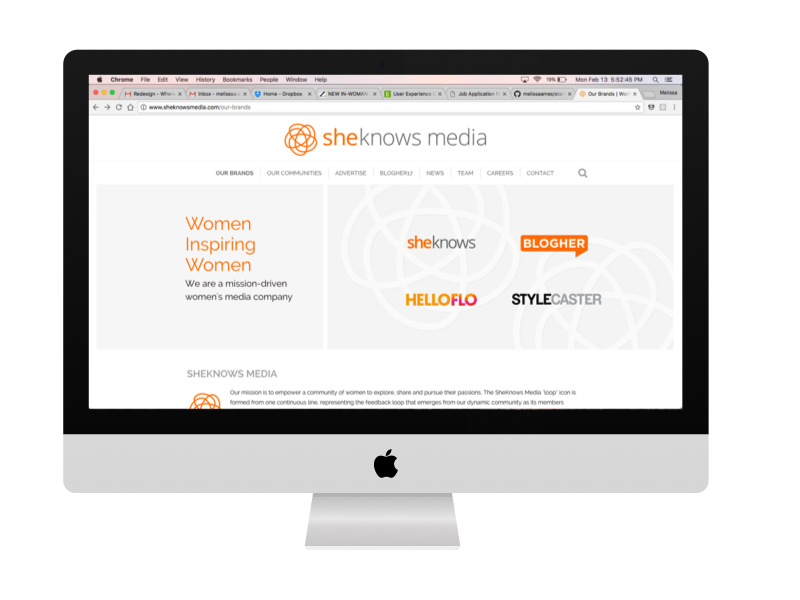 Chrome File Edit View History Bookmarks People Window Help
19% Mon Feb 13 5:52:45 PM
Redesign - Where
Inbox - melissa
Home - Dropbox
NEW IN-WOMAN
User Experience
Job Application
melissaames/
Our Brands | Wom
Melissa
www.sheknowsmedia.com/our-brands
sheknows media
OUR BRANDS
OUR COMMUNITIES
ADVERTISE
BLOGHER17
NEWS
TEAM
CAREERS
CONTACT
Women
Inspiring
Women
We are a mission-driven
women's media company
sheknows
BLOGHER
HELLOFLO
STYLECASTER
SHEKNOWS MEDIA
Our mission is to empower a community of women to explore, share and pursue their passions. The SheKnows Media 'loop' icon is
formed from one continuous line, representing the feedback loop that emerges from our dynamic community as its members